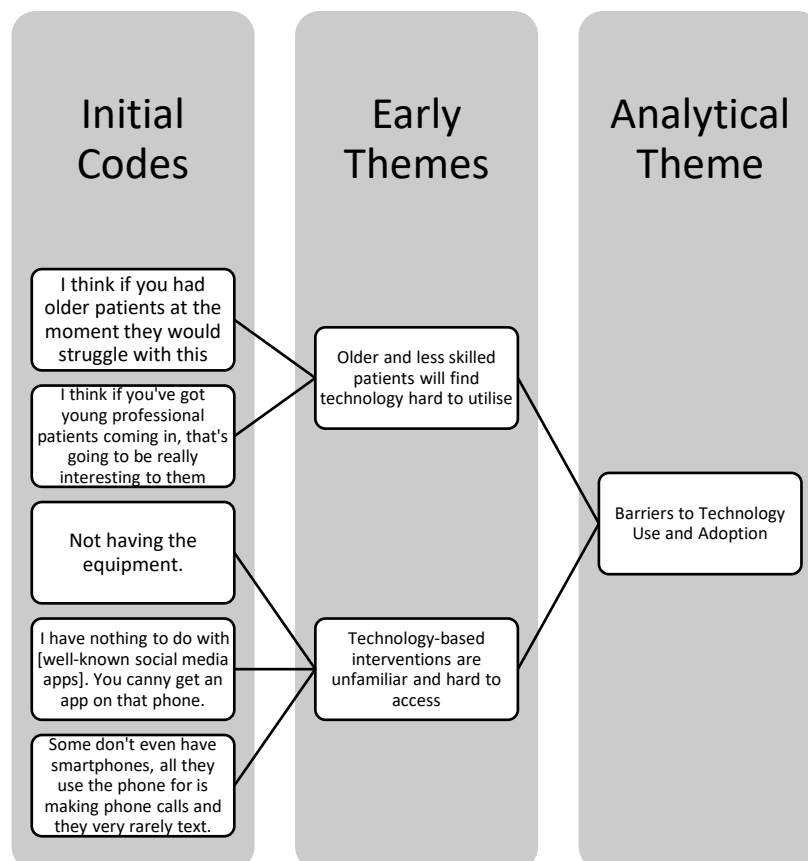 Initial
Codes
Early
Themes
Analytical
Theme
I think if you had
older patients at the
moment they would
struggle with this
I think if you've got
young professional
patients coming in, that's
going to be really
interesting to them
Not having the
equipment.
I have nothing to do with
[well-known social media
apps]. You canny get an
app on that phone.
Some don't even have
smartphones, all they
use the phone for is
making phone calls and
they very rarely text.
Older and less skilled
patients will find
technology hard to utilise
Technology-based
interventions are
unfamiliar and hard to
access
Barriers to Technology
Use and Adoption